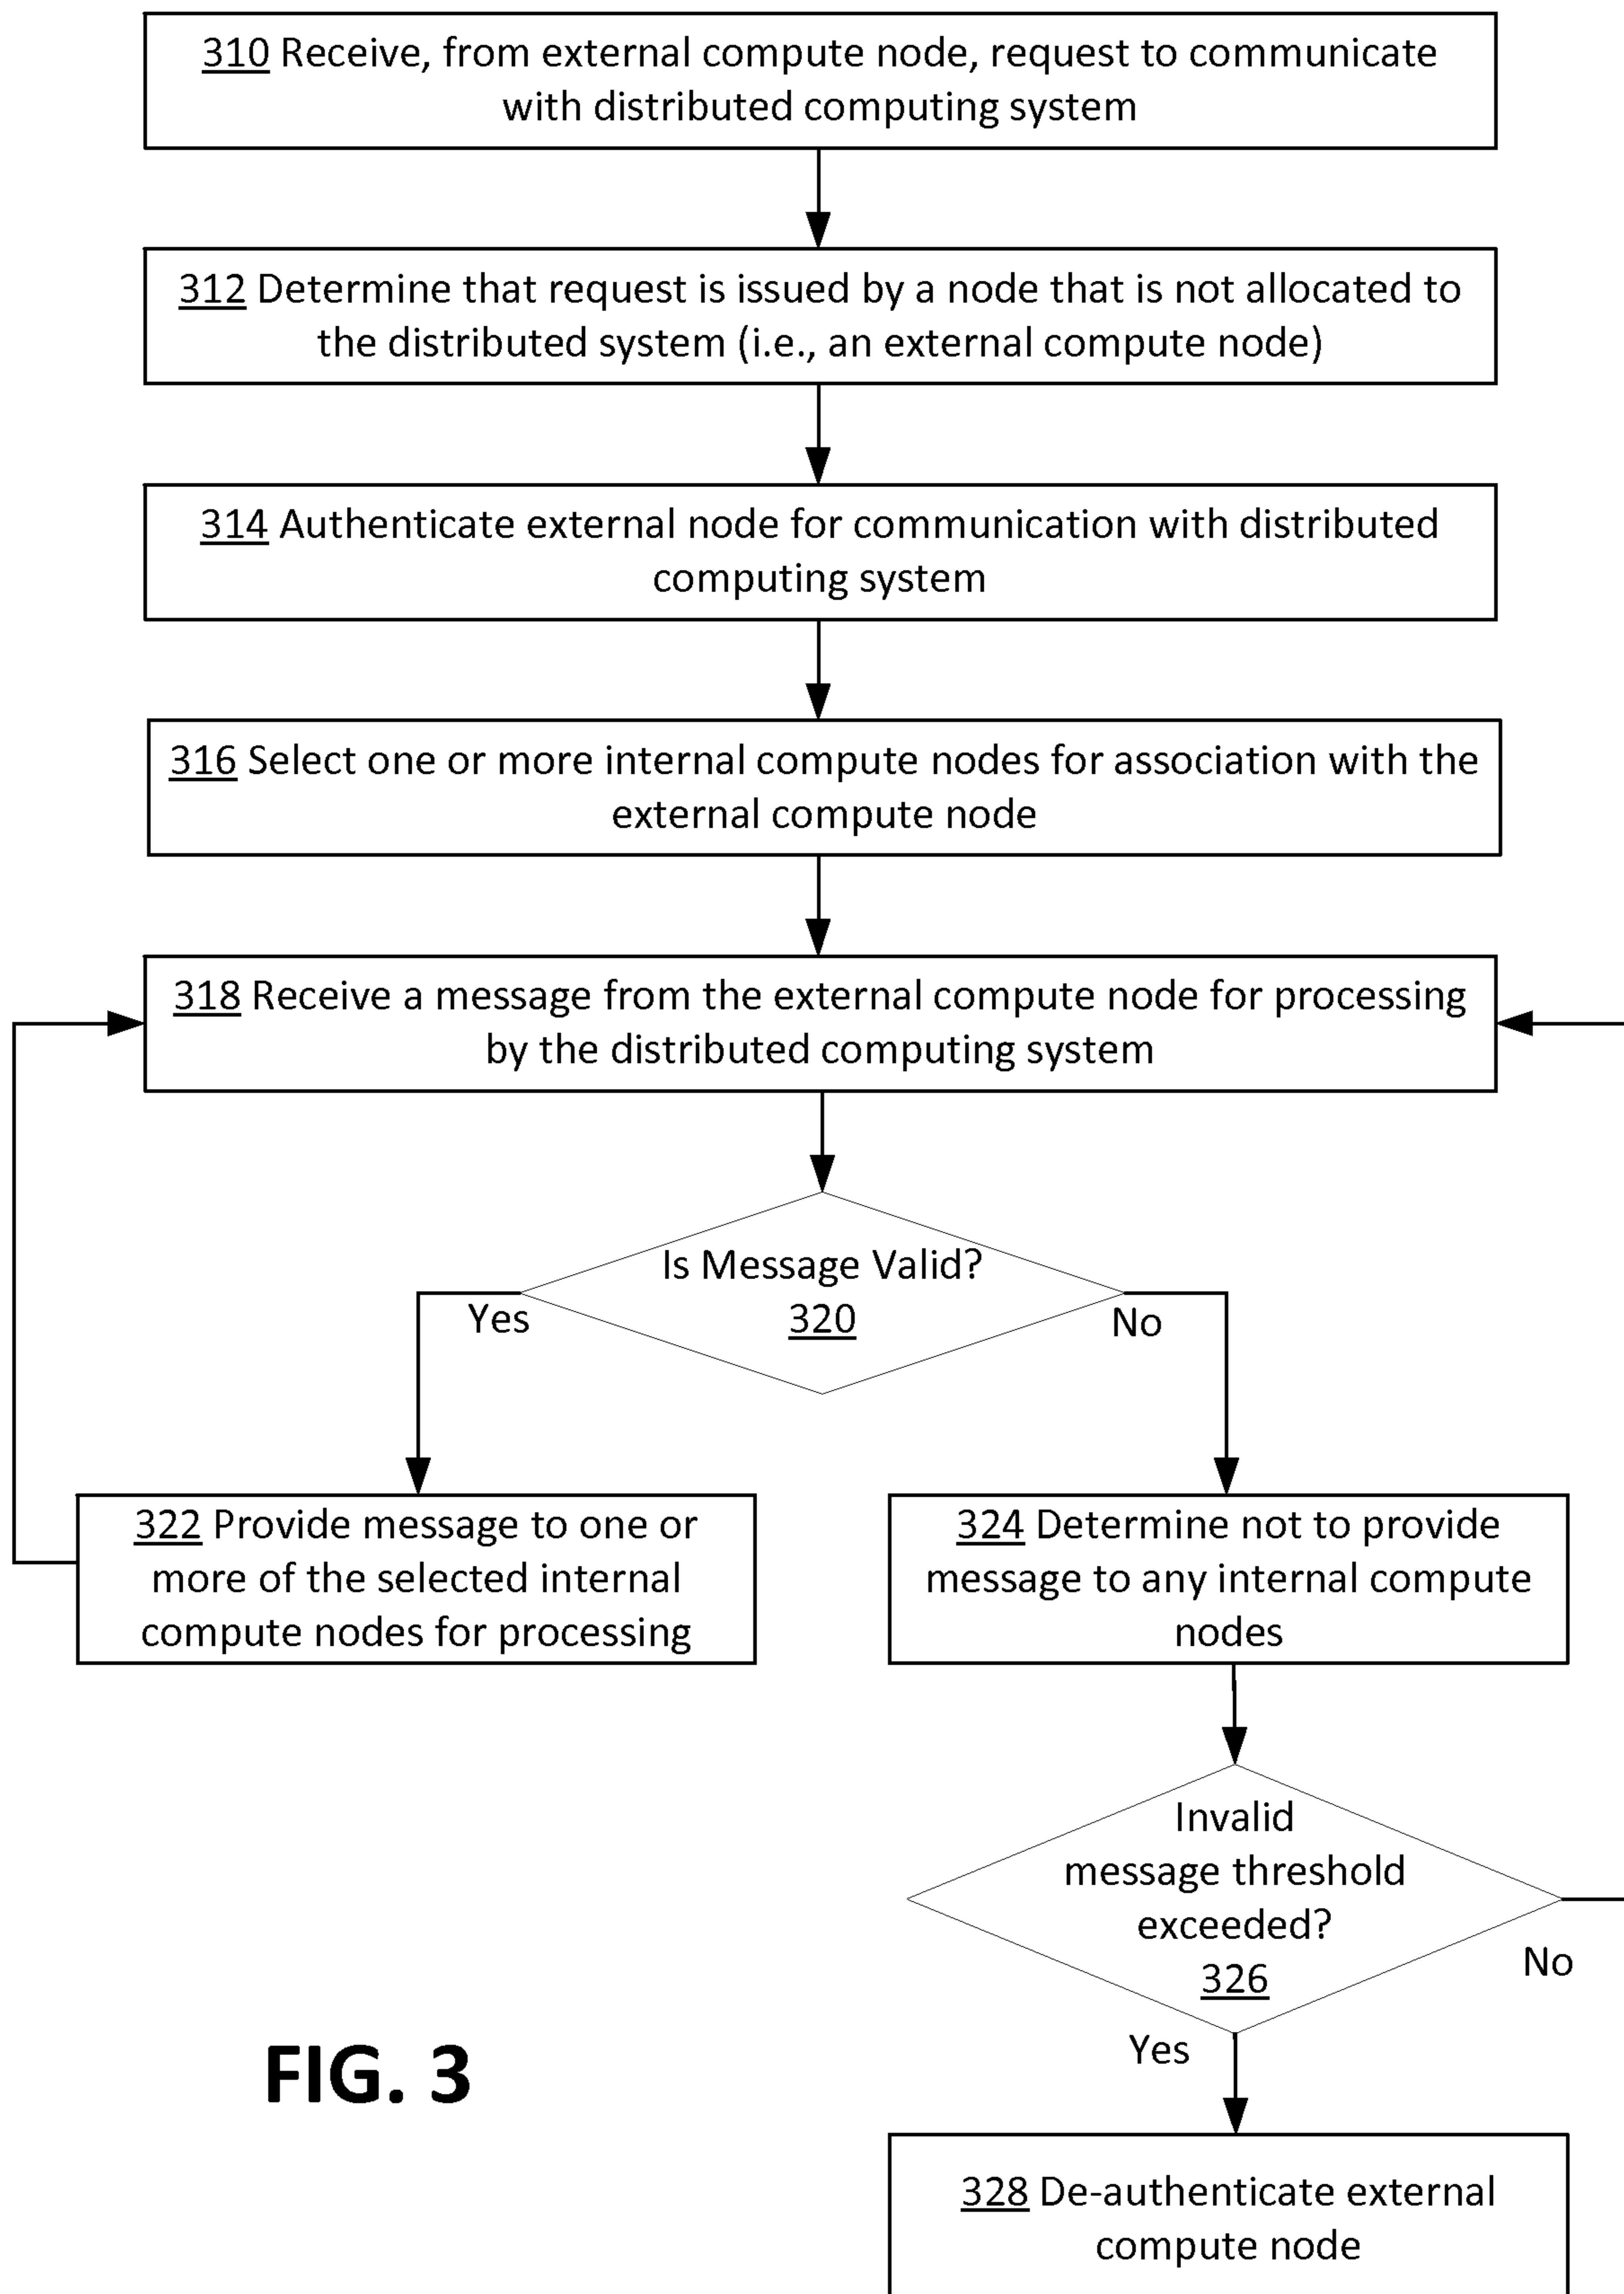 310 Receive, from external compute node, request to communicate
with distributed computing system
312 Determine that request is issued by a node that is not allocated to
the distributed system (i.e., an external compute node)
314 Authenticate external node for communication with distributed
computing system
316 Select one or more internal compute nodes for association with the
external compute node
318 Receive a message from the external compute node for processing
by the distributed computing system
Is Message Valid?
320
Yes
No
322 Provide message to one or
more of the selected internal
compute nodes for processing
324 Determine not to provide
message to any internal compute
nodes
Invalid
message threshold
exceeded?
326
No
Yes
328 De-authenticate external
compute node
FIG. 3